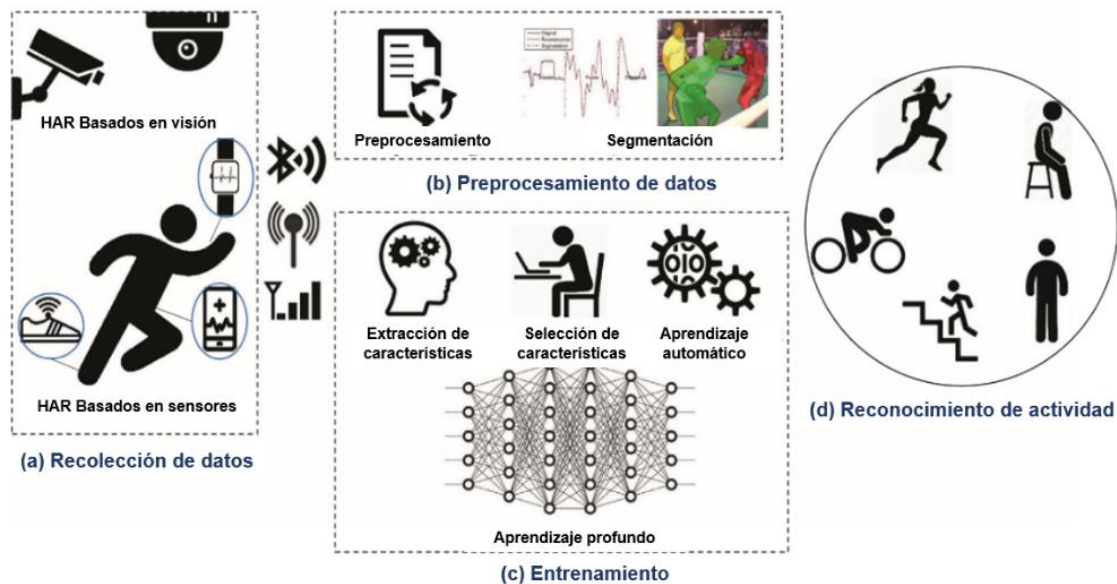 HAR Basados en visión
HAR Basados en sensores
(a) Recolección de datos
Preprocesamiento
Segmentación
(b) Preprocesamiento de datos
Extracción de
características
Selección de
características
Aprendizaje
automático
Aprendizaje profundo
(c) Entrenamiento
(d) Reconocimiento de actividad